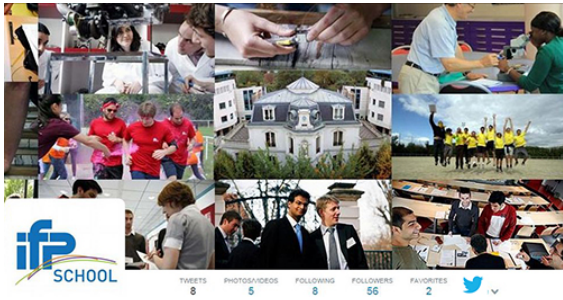 ifp
SCHOOL
TWEETS PHOTOS/VIDEOS FOLLOWING FOLLOWERS FAVORITES
8 5 8 56 2